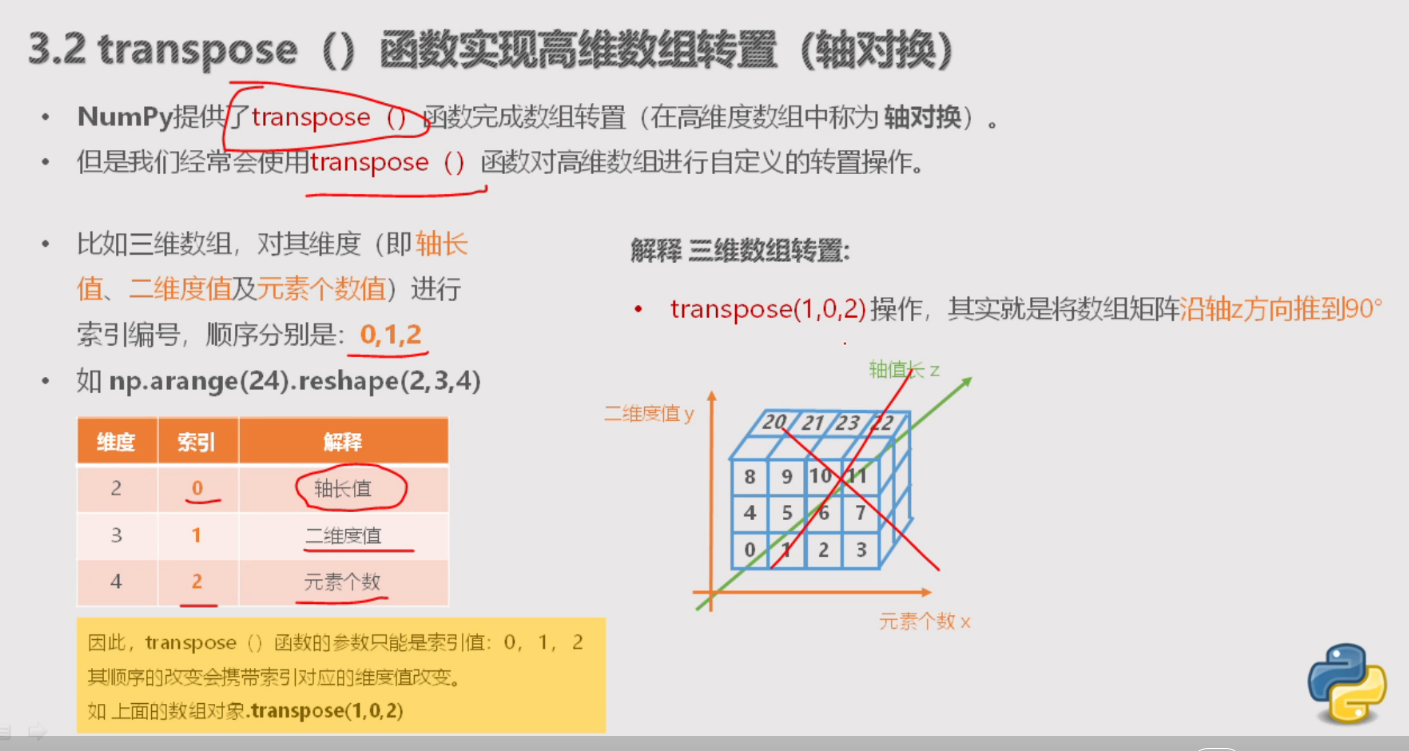 3.2 transpose（）函数实现高维数组转置（轴对换）
• NumPy提供了transpose（）函数完成数组转置（在高维度数组中称为 轴对换）。
• 但是我们经常会使用transpose（）函数对高维数组进行自定义的转置操作。
• 比如三维数组，对其维度（即轴长
值、二维度值及元素个数值）进行
索引编号，顺序分别是：0,1,2
• 如 np.arange(24).reshape(2,3,4)
维度 索引 解释
2 0 轴长值
3 1 二维度值
4 2 元素个数
因此，transpose（）函数的参数只能是索引值：0，1，2
其顺序的改变会携带索引对应的维度值改变。
如 上面的数组对象.transpose(1,0,2)
解释 三维数组转置:
• transpose(1,0,2)操作，其实就是将数组矩阵沿轴z方向推到90°
轴值长 z
二维度值 y
20 21 23 22
8 9 10 11
4 5 6 7
0 1 2 3
元素个数 x